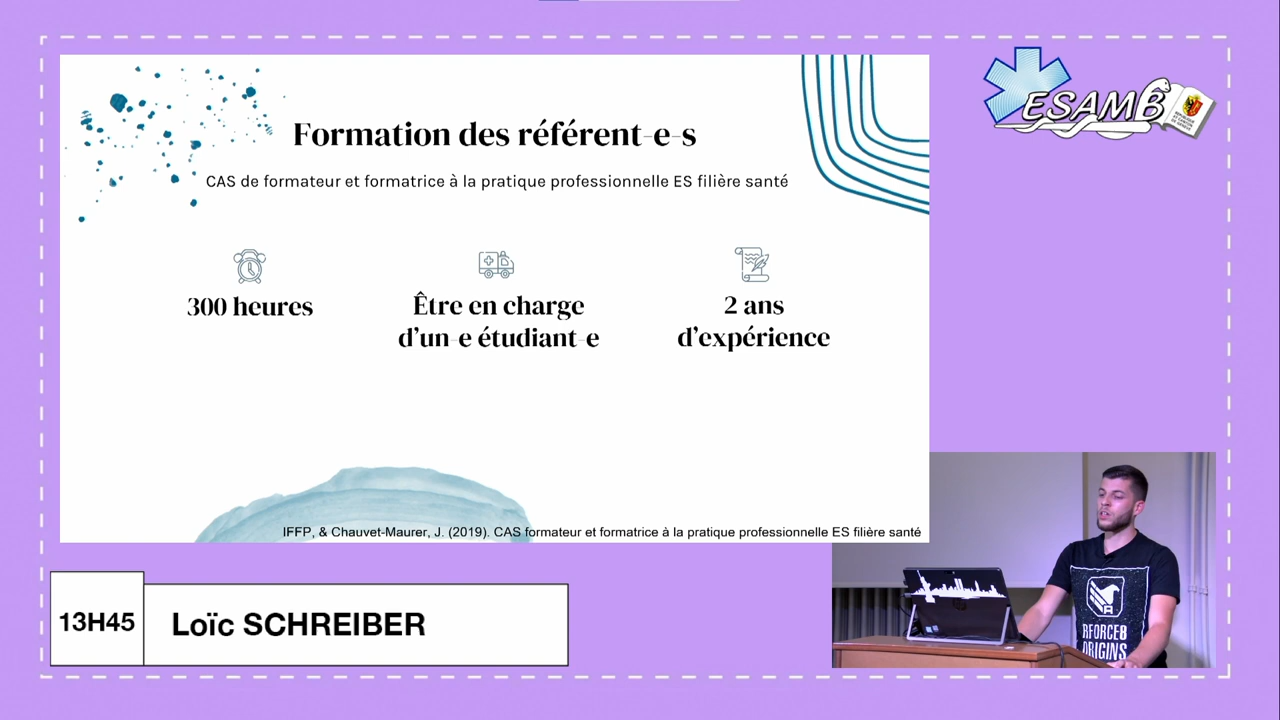 Formation des référent-e-s
CAS de formateur et formatrice à la pratique professionnelle ES filière santé
300 heures
Être en charge
d'un-e étudiant-e
2 ans
d'expérience
IFFP, & Chauvet-Maurer, J. (2019). CAS formateur et formatrice à la pratique professionnelle ES filière santé
ESAMB
13H45
Loïc SCHREIBER
RFORCEB
ORIGINS